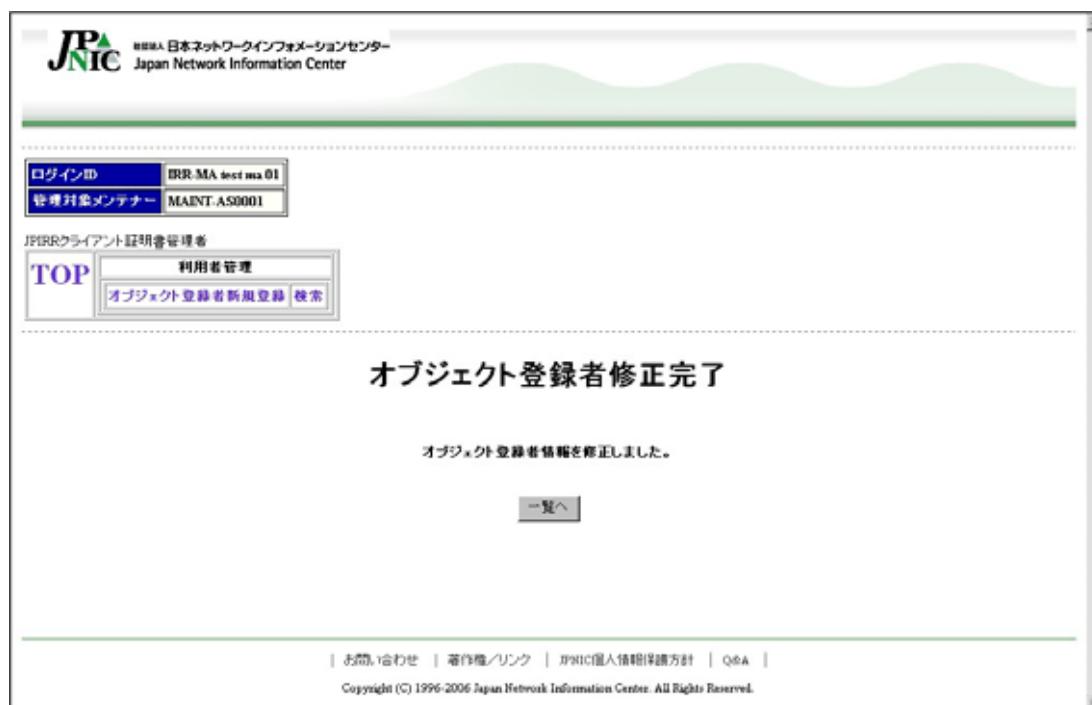 JPNIC 社団法人 日本ネットワークインフォメーションセンター
Japan Network Information Center
ログインID IRR-MA test ma 01
管理対象メンテナー MAINT-AS0001
JPIRRクライアント証明書管理者
TOP 利用者管理
オブジェクト登録者新規登録 検索
オブジェクト登録者修正完了
オブジェクト登録者情報を修正しました。
一覧へ
| お問い合わせ | 著作権/リンク | JPNIC個人情報保護方針 | Q&A |
Copyright (C) 1996-2006 Japan Network Information Center. All Rights Reserved.